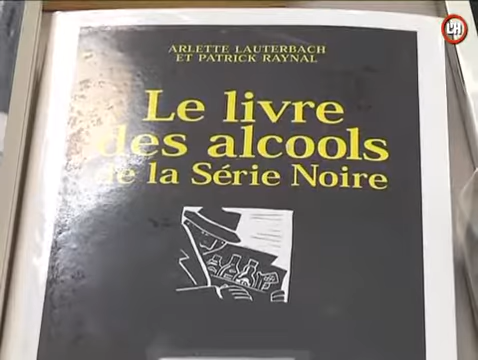 ARLETTE LAUTERBACH
ET PATRICK RAYNAL
Le livre
des alcools
de la Série Noire